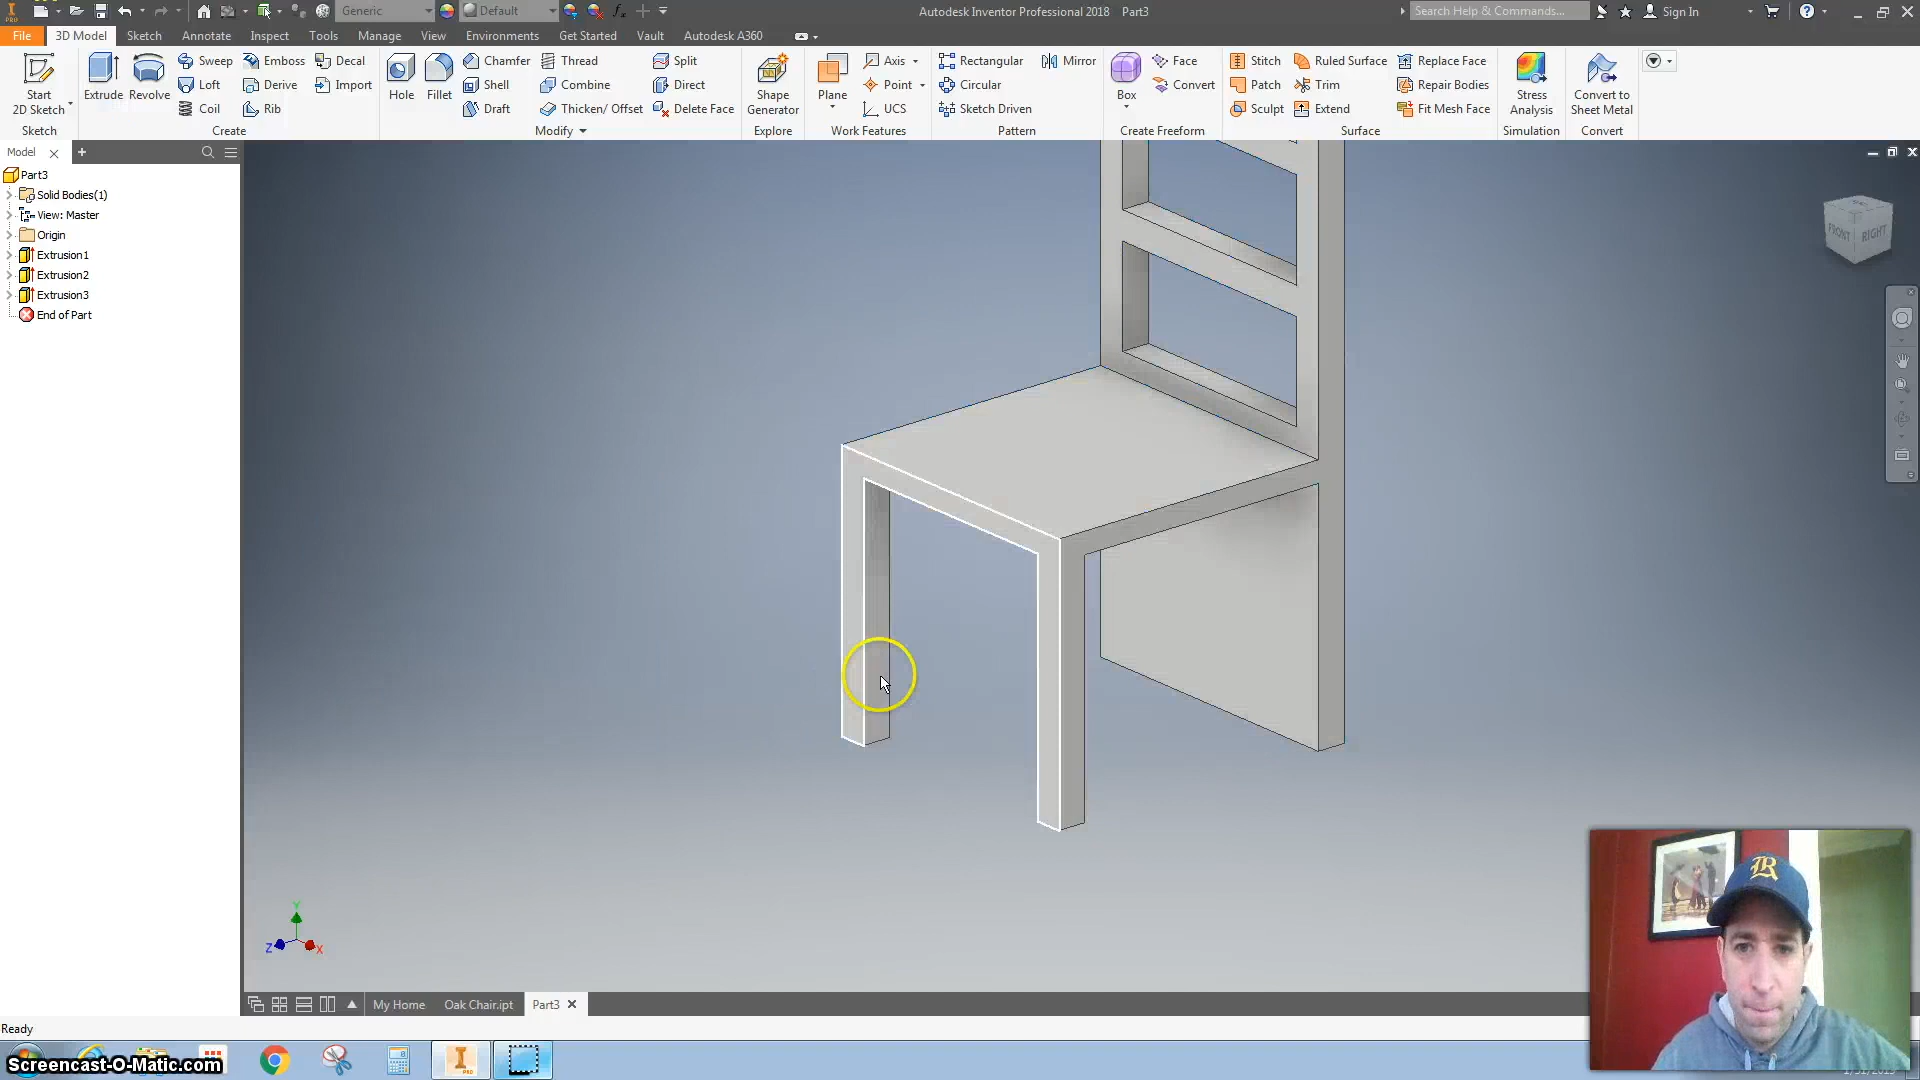 Generic
Default
Autodesk Inventor Professional 2018 Part3
Search Help & Commands...
Sign In
File
3D Model
Sketch
Annotate
Inspect
Tools
Manage
View
Environments
Get Started
Vault
Autodesk A360
Start
2D Sketch
Sketch
Extrude
Revolve
Sweep
Loft
Coil
Emboss
Derive
Rib
Decal
Import
Create
Hole
Fillet
Chamfer
Shell
Draft
Thread
Combine
Thicken/ Offset
Split
Direct
Delete Face
Modify
Shape
Generator
Explore
Plane
Axis
Point
UCS
Work Features
Rectangular
Circular
Sketch Driven
Mirror
Pattern
Box
Face
Convert
Create Freeform
Stitch
Patch
Sculpt
Ruled Surface
Trim
Extend
Replace Face
Repair Bodies
Fit Mesh Face
Surface
Stress
Analysis
Simulation
Convert to
Sheet Metal
Convert
Model
Part3
Solid Bodies(1)
View: Master
Origin
Extrusion1
Extrusion2
Extrusion3
End of Part
FRONT
RIGHT
Y
Z
X
My Home
Oak Chair.ipt
Part3
Ready
Screencast-O-Matic.com